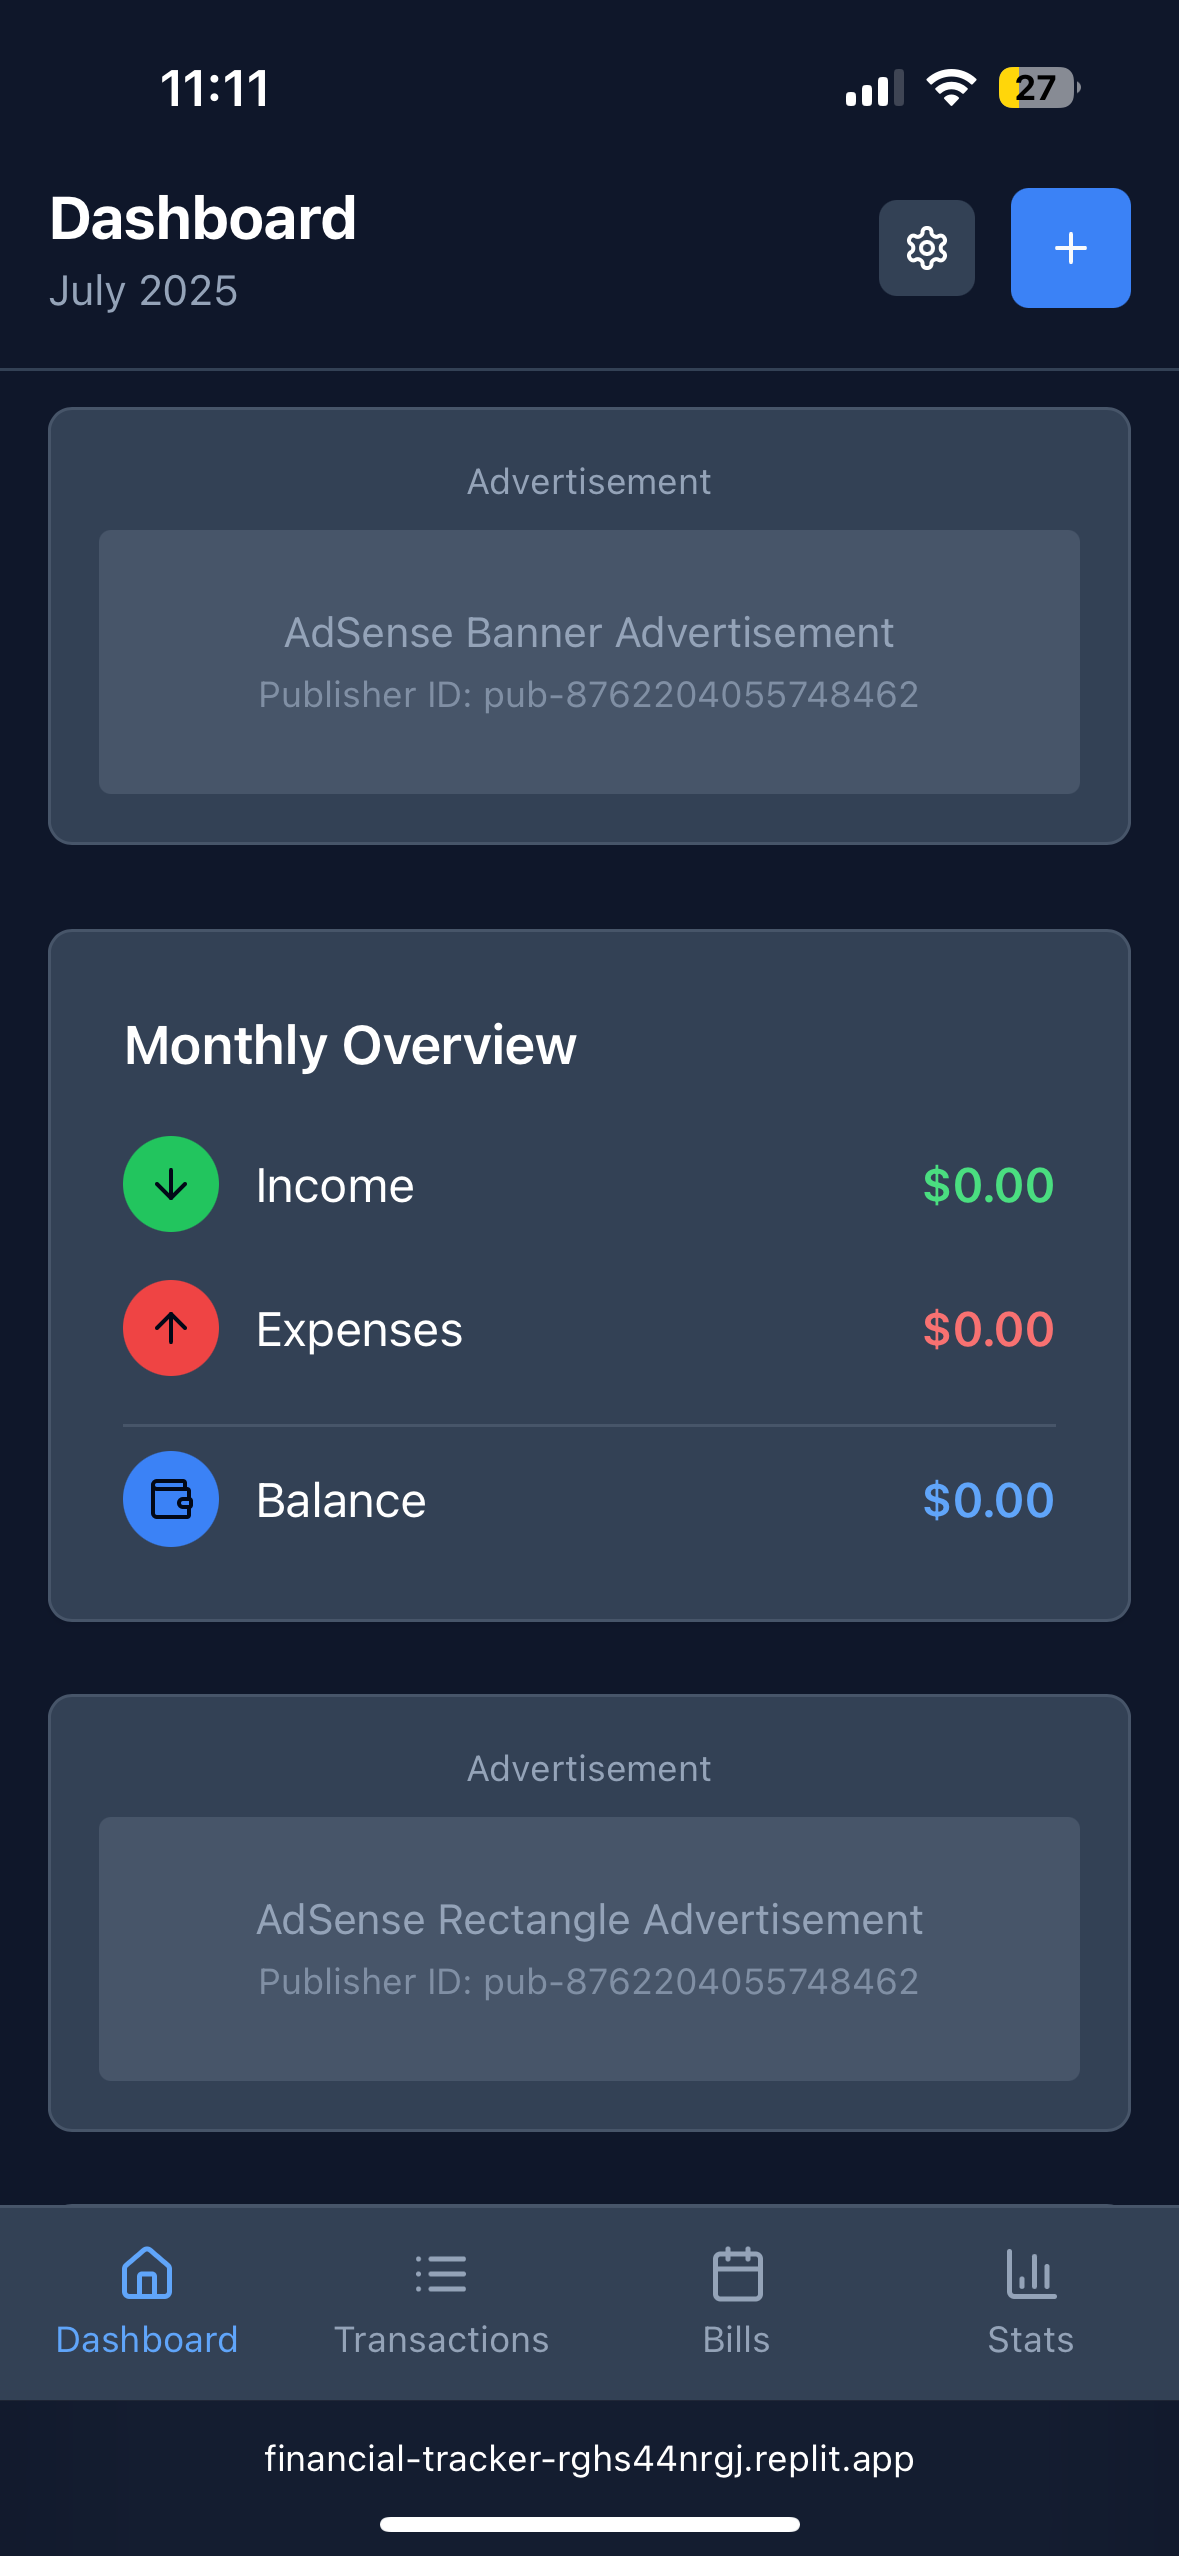 11:11
27
Dashboard
July 2025
Advertisement
AdSense Banner Advertisement
Publisher ID: pub-8762204055748462
Monthly Overview
Income $0.00
Expenses $0.00
Balance $0.00
Advertisement
AdSense Rectangle Advertisement
Publisher ID: pub-8762204055748462
Dashboard Transactions Bills Stats
financial-tracker-rghs44nrgj.replit.app